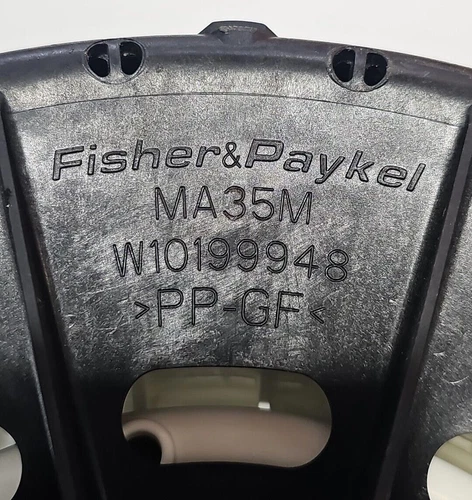 Fisher&Paykel
MA35M
W10199948
>PP-GF<